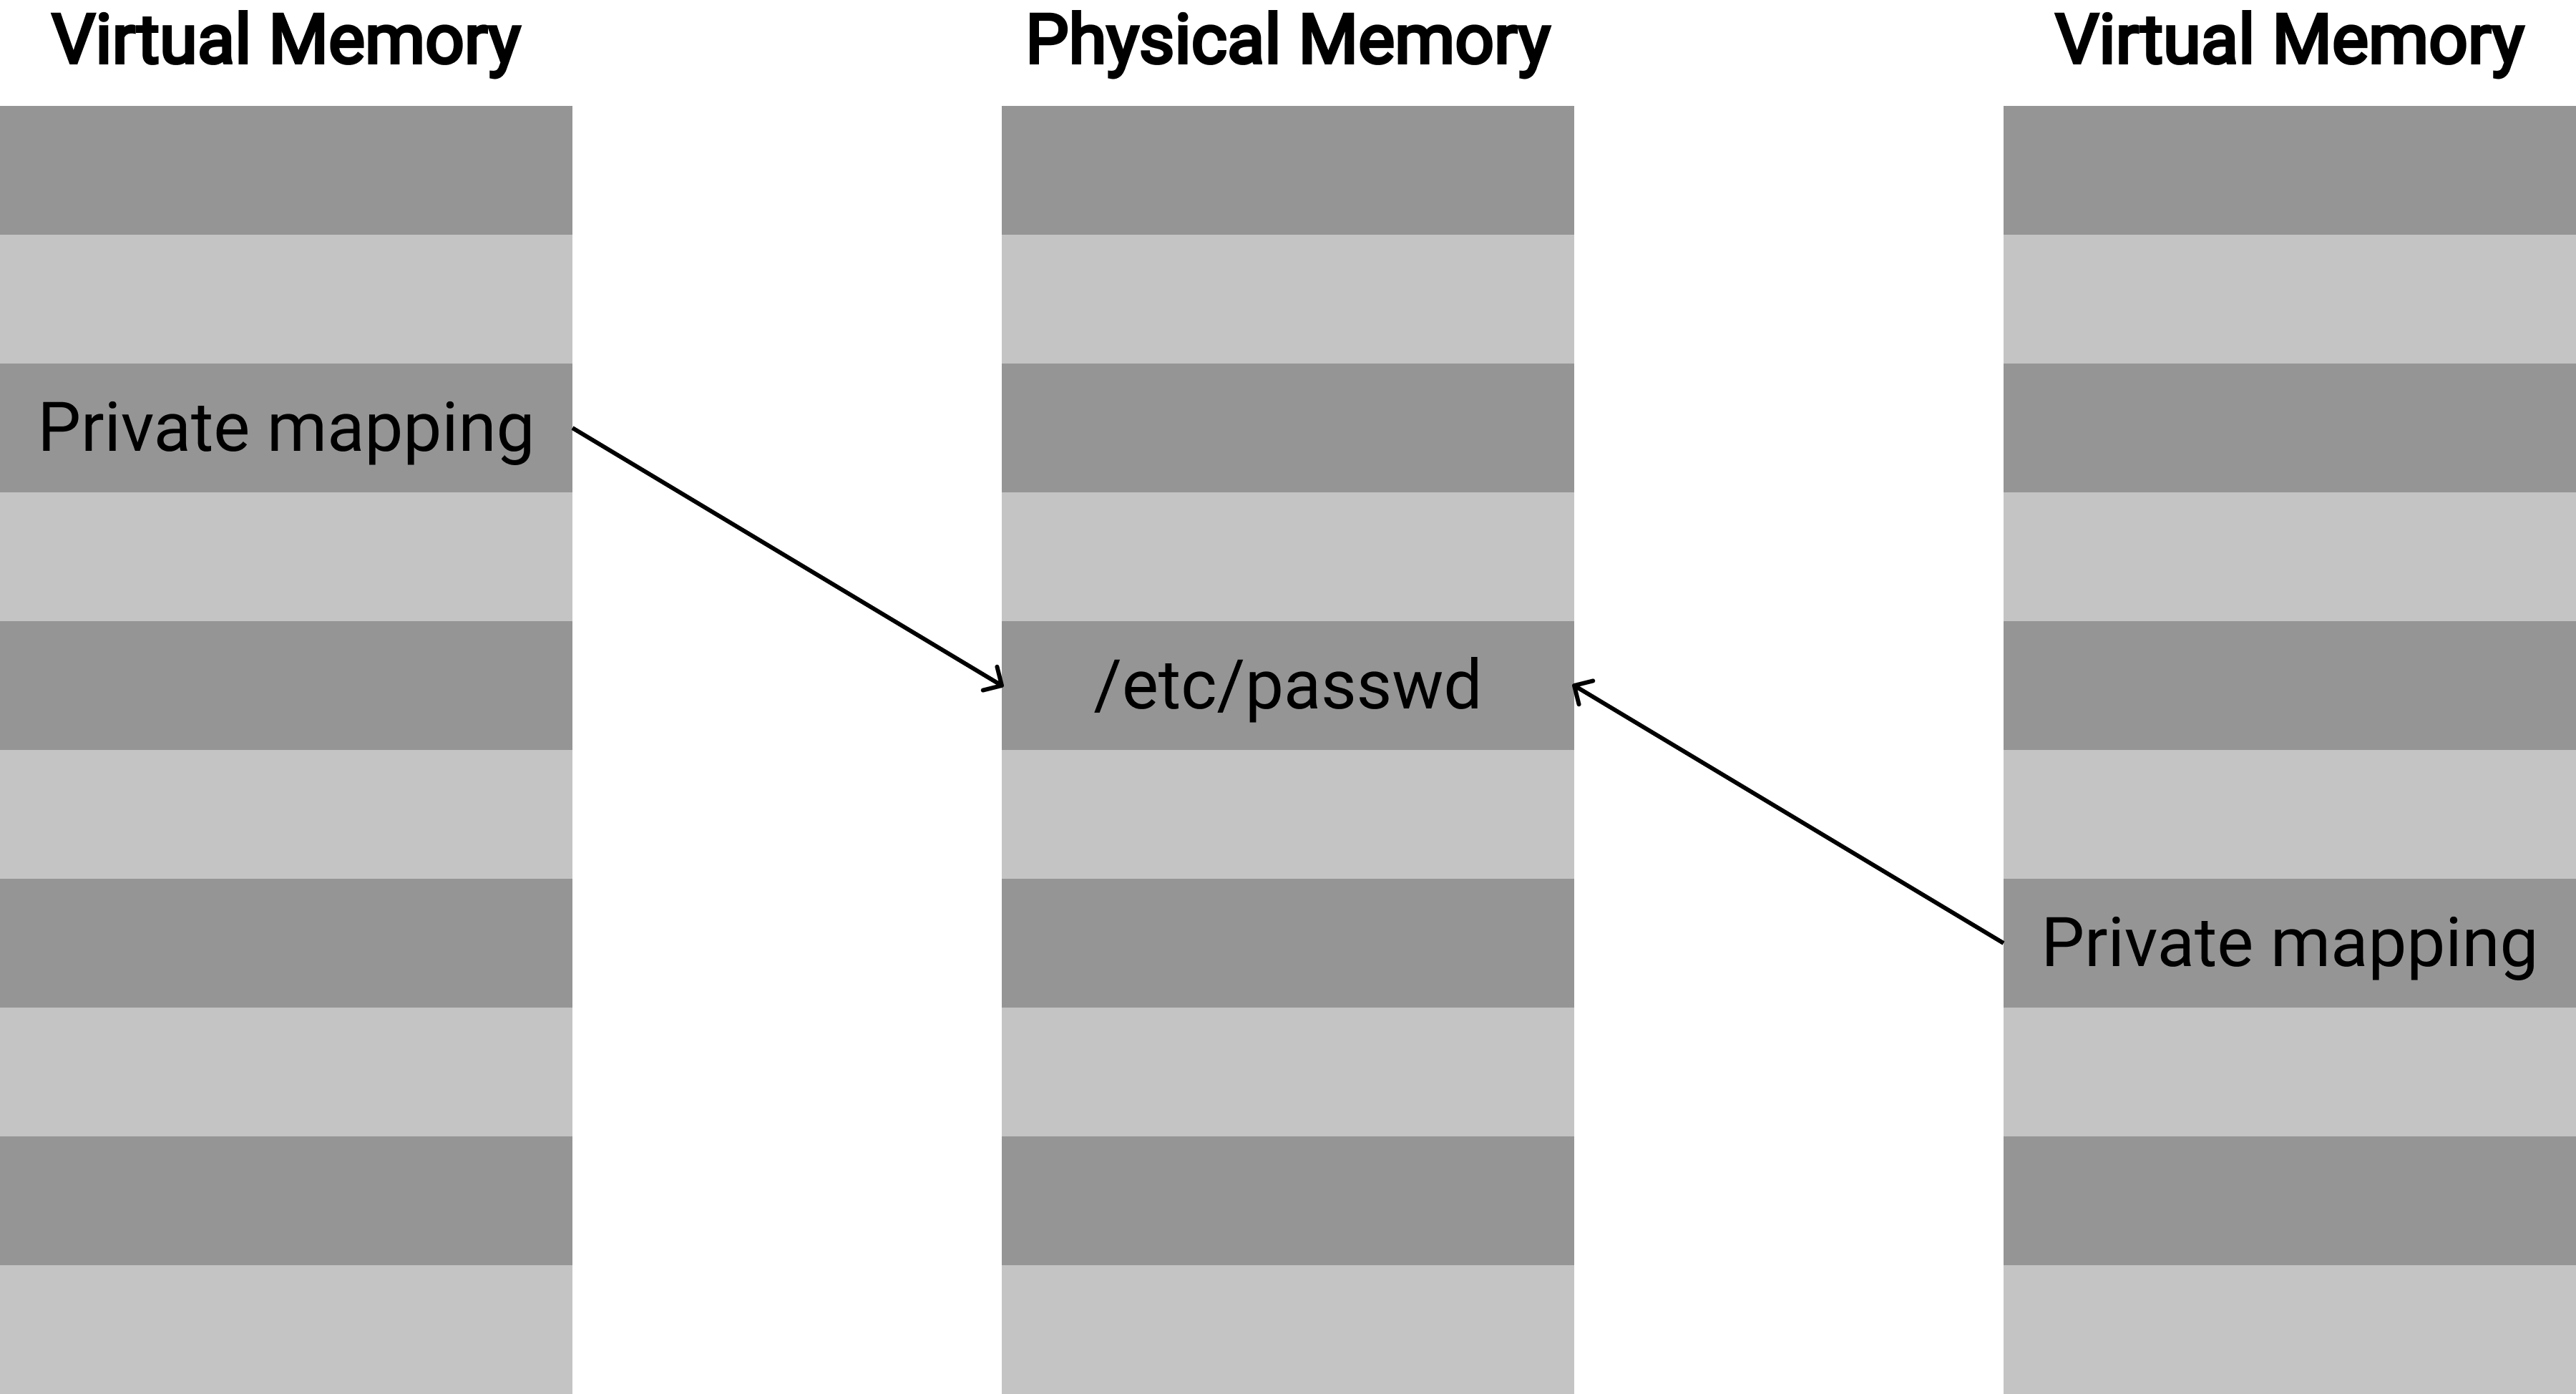 Virtual Memory
Physical Memory
Virtual Memory
Private mapping
/etc/passwd
Private mapping